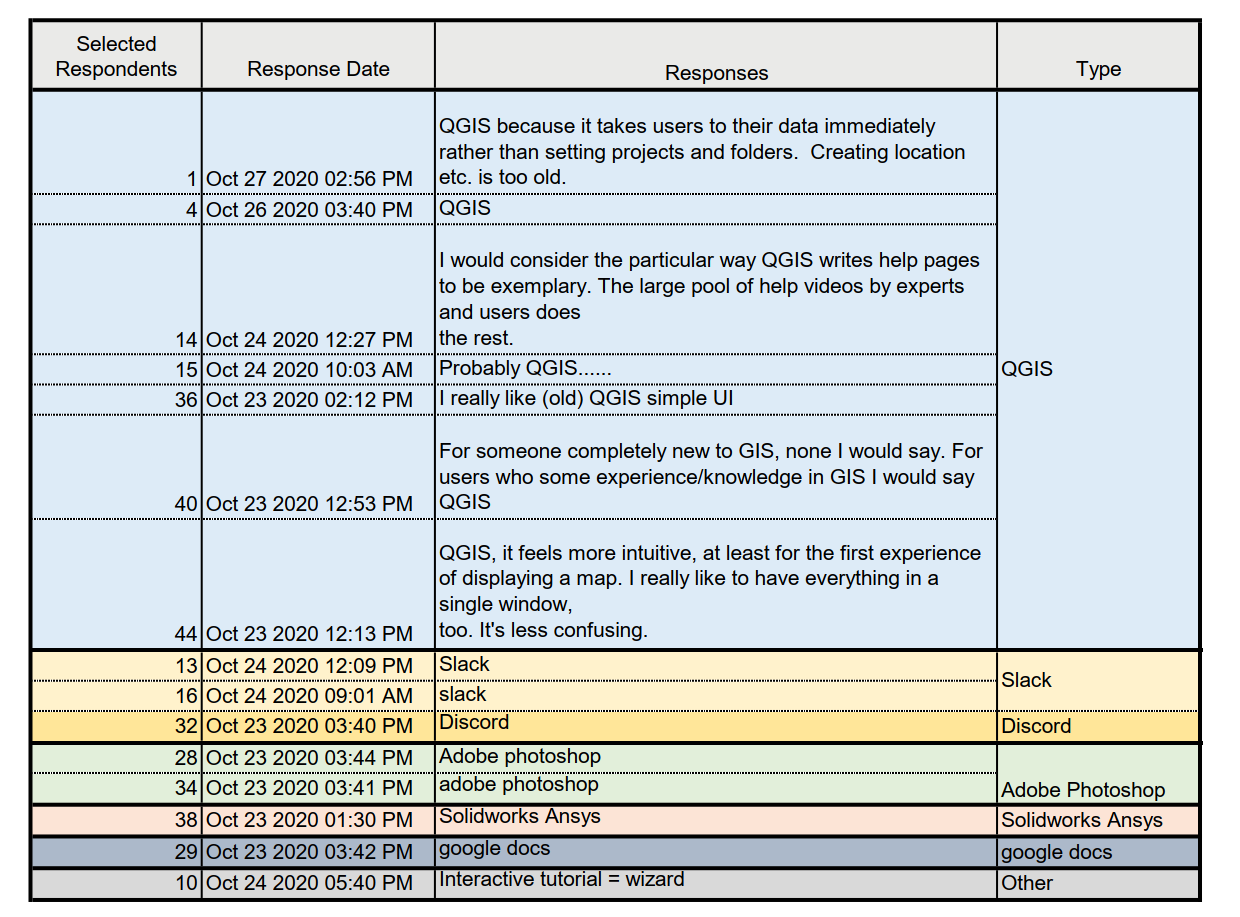 Selected
Respondents Response Date Responses Type
QGIS because it takes users to their data immediately
rather than setting projects and folders.  Creating location
1 Oct 27 2020 02:56 PM etc. is too old.
4 Oct 26 2020 03:40 PM QGIS
I would consider the particular way QGIS writes help pages
to be exemplary. The large pool of help videos by experts
and users does
14 Oct 24 2020 12:27 PM the rest.
15 Oct 24 2020 10:03 AM Probably QGIS...... QGIS
36 Oct 23 2020 02:12 PM I really like (old) QGIS simple UI
For someone completely new to GIS, none I would say. For
users who some experience/knowledge in GIS I would say
40 Oct 23 2020 12:53 PM QGIS
QGIS, it feels more intuitive, at least for the first experience
of displaying a map. I really like to have everything in a
single window,
44 Oct 23 2020 12:13 PM too. It's less confusing.
13 Oct 24 2020 12:09 PM Slack
Slack
16 Oct 24 2020 09:01 AM slack
32 Oct 23 2020 03:40 PM Discord Discord
28 Oct 23 2020 03:44 PM Adobe photoshop
34 Oct 23 2020 03:41 PM adobe photoshop Adobe Photoshop
38 Oct 23 2020 01:30 PM Solidworks Ansys Solidworks Ansys
29 Oct 23 2020 03:42 PM google docs google docs
10 Oct 24 2020 05:40 PM Interactive tutorial = wizard Other